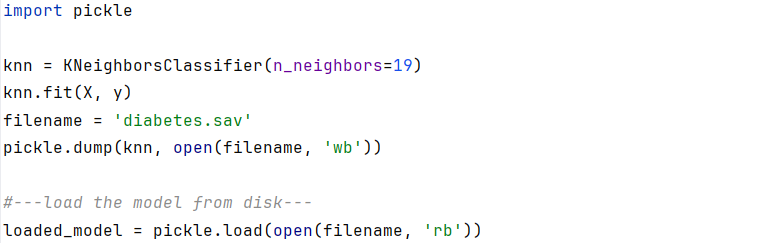 import pickle
knn = KNeighborsClassifier(n_neighbors=19)
knn.fit(X, y)
filename = 'diabetes.sav'
pickle.dump(knn, open(filename, 'wb'))
#---load the model from disk---
loaded_model = pickle.load(open(filename, 'rb'))